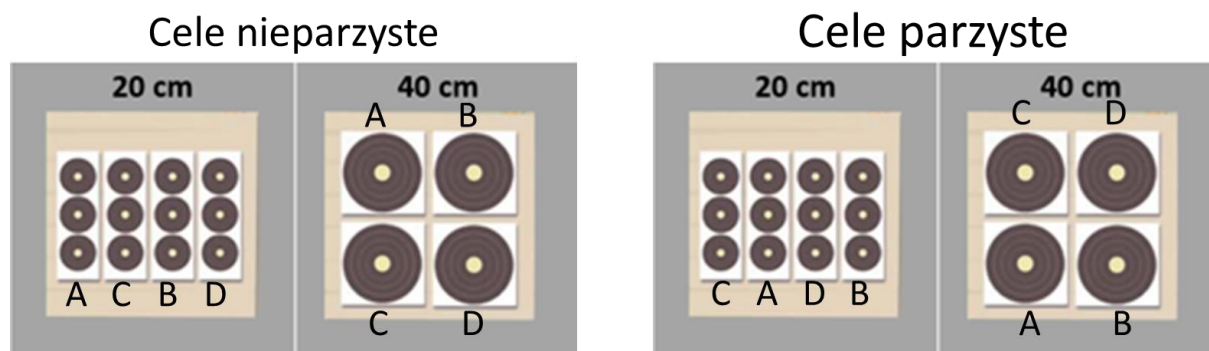 Cele nieparzyste
20 cm
A C B D
40 cm
A B
C D
Cele parzyste
20 cm
C A D B
40 cm
C D
A B